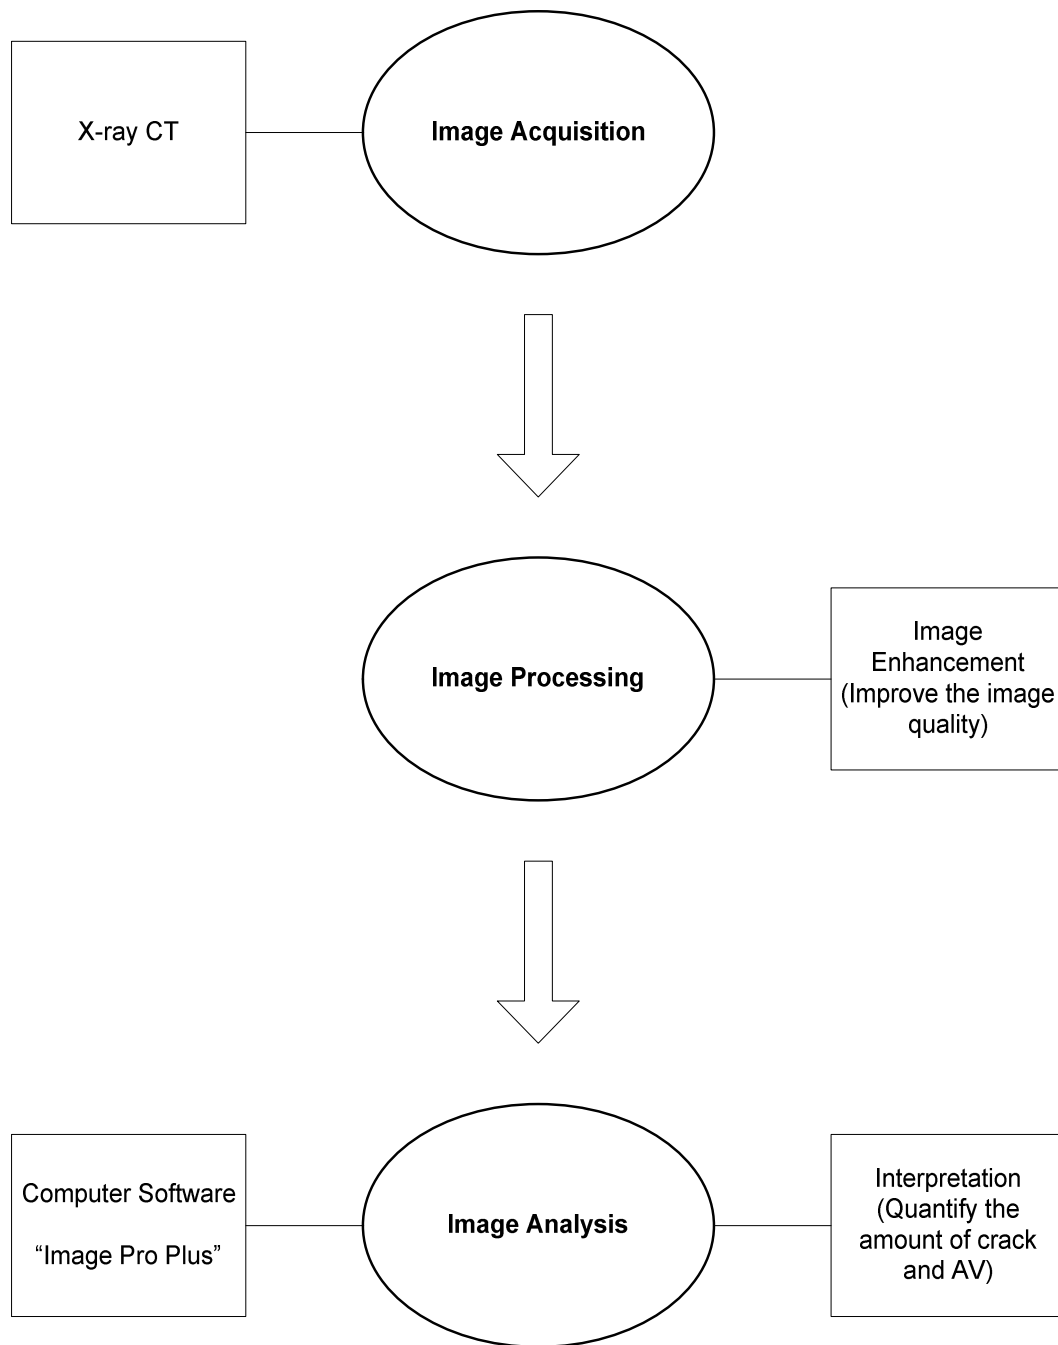 X-ray CT
Image Acquisition
Image Processing
Image
Enhancement
(Improve the image
quality)
Computer Software
“Image Pro Plus”
Image Analysis
Interpretation
(Quantify the
amount of crack
and AV)